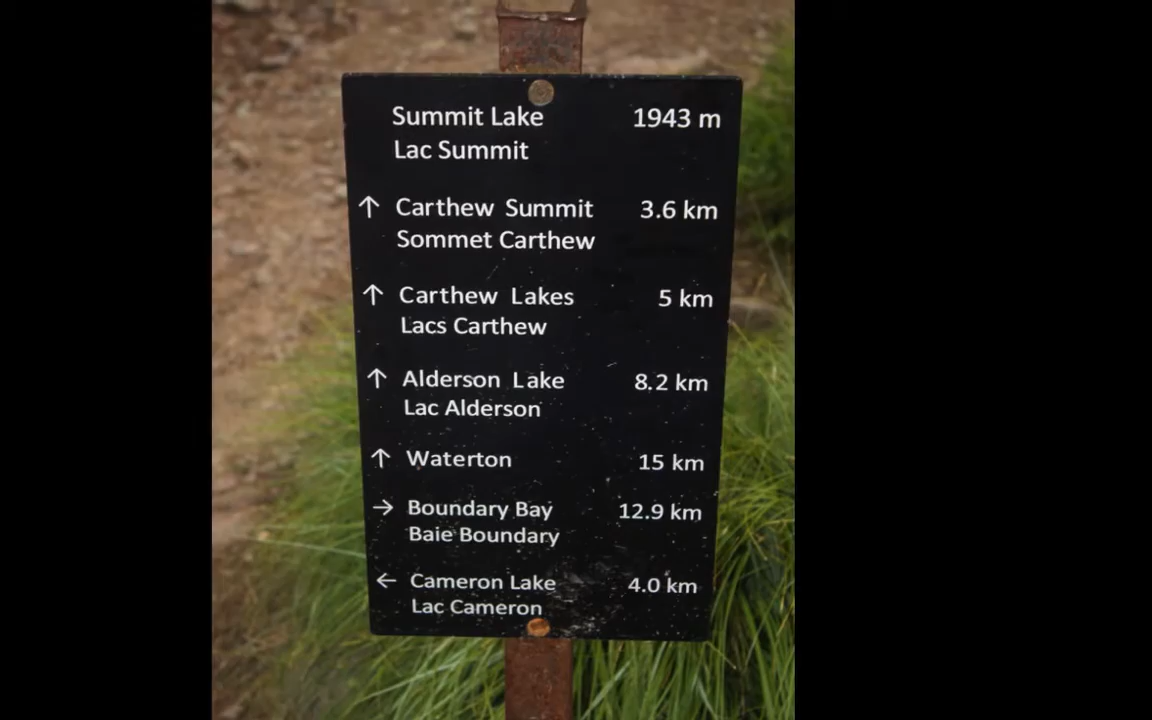 Summit Lake 1943 m
Lac Summit
↑ Carthew Summit 3.6 km
Sommet Carthew
↑ Carthew Lakes 5 km
Lacs Carthew
↑ Alderson Lake 8.2 km
Lac Alderson
↑ Waterton 15 km
→ Boundary Bay 12.9 km
Baie Boundary
← Cameron Lake 4.0 km
Lac Cameron